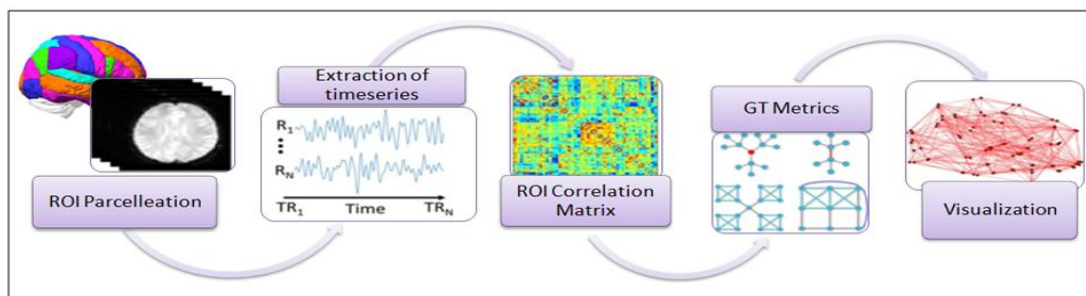 ROI Parcelleation
Extraction of
timeseries
R1
RN
TR1 Time TRN
ROI Correlation
Matrix
GT Metrics
Visualization